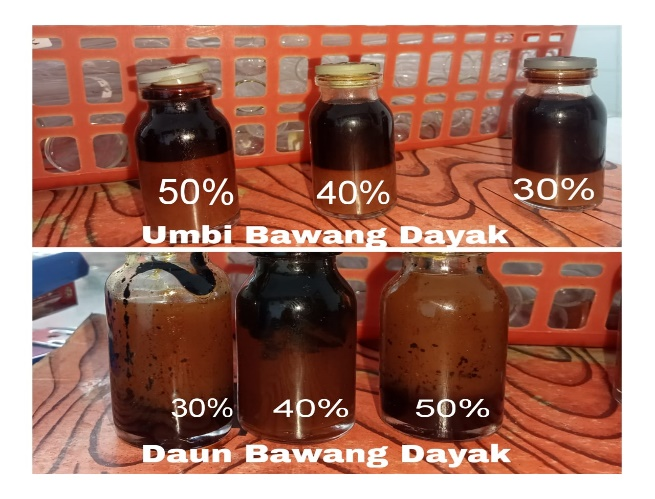 50% 40% 30%
Umbi Bawang Dayak
30% 40% 50%
Daun Bawang Dayak